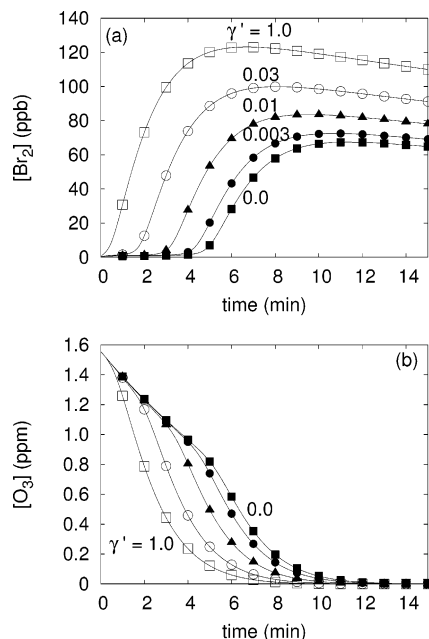 140
120
100
80
60
40
20
0
[Br₂] (ppb)
(a)
γ' = 1.0
0.03
0.01
0.003
0.0
0 2 4 6 8 10 12 14
time (min)
1.6
1.4
1.2
1.0
0.8
0.6
0.4
0.2
0
[O₃] (ppm)
(b)
0.0
γ' = 1.0
0 2 4 6 8 10 12 14
time (min)